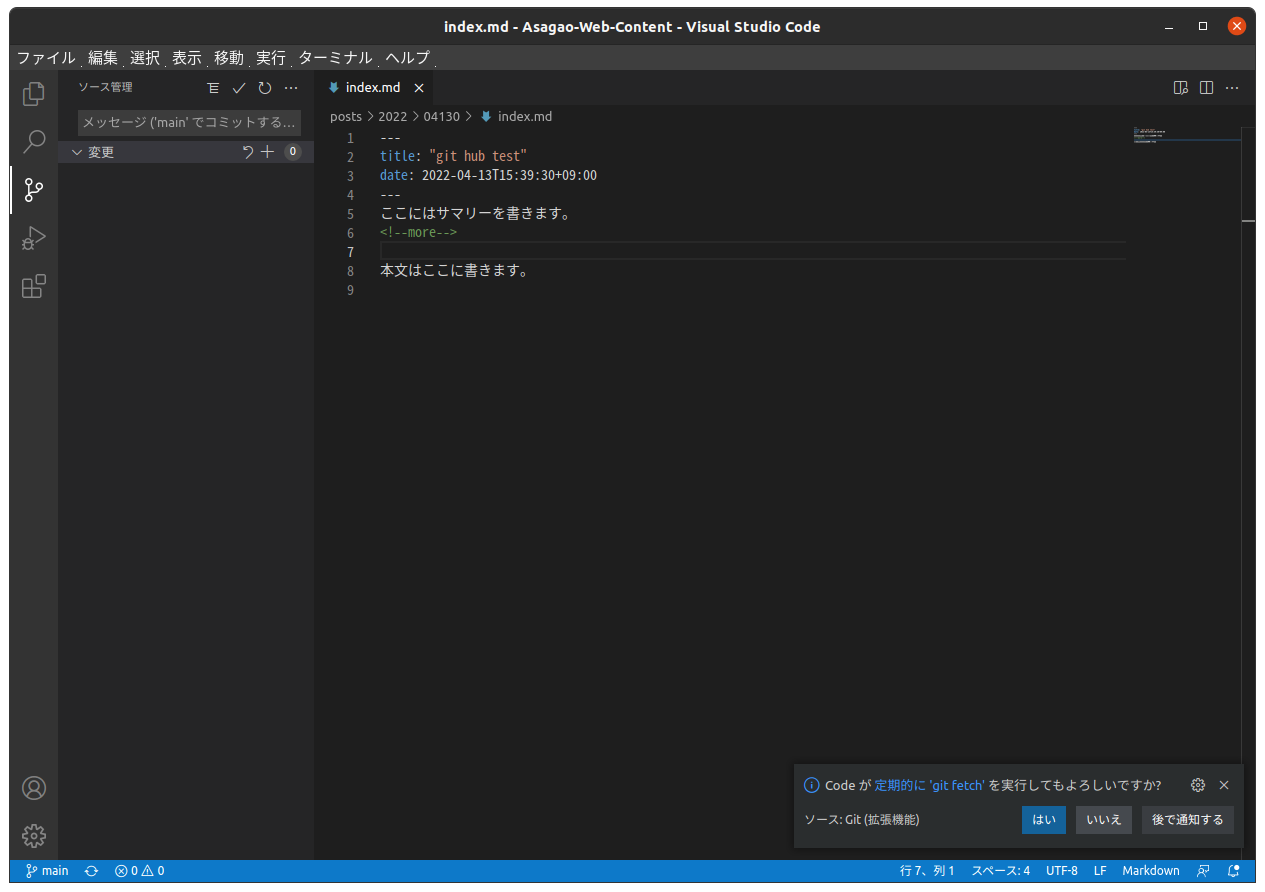 index.md - Asagao-Web-Content - Visual Studio Code
ファイル 編集 選択 表示 移動 実行 ターミナル ヘルプ
ソース管理
index.md
メッセージ ('main' でコミットする...
変更 0
posts > 2022 > 04130 > index.md
1 ---
2 title: "git hub test"
3 date: 2022-04-13T15:39:30+09:00
4 ---
5 ここにはサマリーを書きます。
6 <!--more-->
7
8 本文はここに書きます。
9
Code が 定期的に 'git fetch' を実行してもよろしいですか?
ソース: Git (拡張機能) はい いいえ 後で通知する
main 0 0 行 7、列 1 スペース: 4 UTF-8 LF Markdown